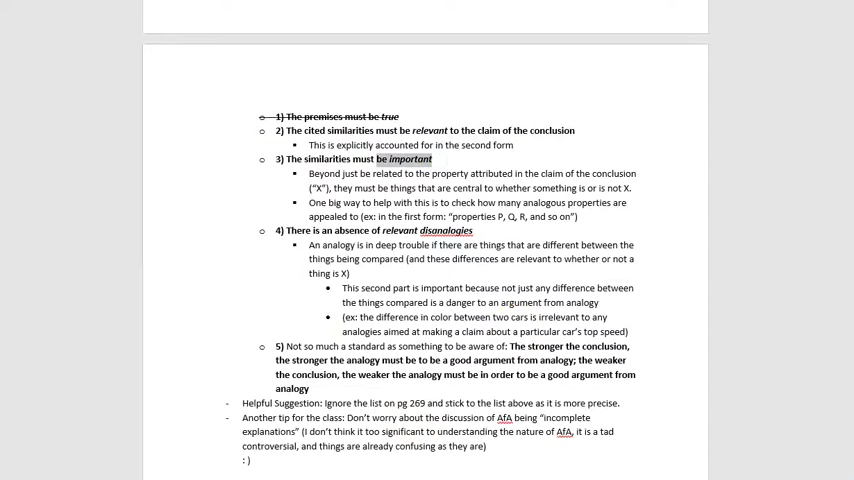 o 1) The premises must be true
o 2) The cited similarities must be relevant to the claim of the conclusion
▪ This is explicitly accounted for in the second form
o 3) The similarities must be important
▪ Beyond just be related to the property attributed in the claim of the conclusion
("X"), they must be things that are central to whether something is or is not X.
▪ One big way to help with this is to check how many analogous properties are
appealed to (ex: in the first form: "properties P, Q, R, and so on")
o 4) There is an absence of relevant disanalogies
▪ An analogy is in deep trouble if there are things that are different between the
things being compared (and these differences are relevant to whether or not a
thing is X)
• This second part is important because not just any difference between
the things compared is a danger to an argument from analogy
• (ex: the difference in color between two cars is irrelevant to any
analogies aimed at making a claim about a particular car's top speed)
o 5) Not so much a standard as something to be aware of: The stronger the conclusion,
the stronger the analogy must be to be a good argument from analogy; the weaker
the conclusion, the weaker the analogy must be in order to be a good argument from
analogy
- Helpful Suggestion: Ignore the list on pg 269 and stick to the list above as it is more precise.
- Another tip for the class: Don't worry about the discussion of AfA being "incomplete
explanations" (I don't think it too significant to understanding the nature of AfA, it is a tad
controversial, and things are already confusing as they are)
: )